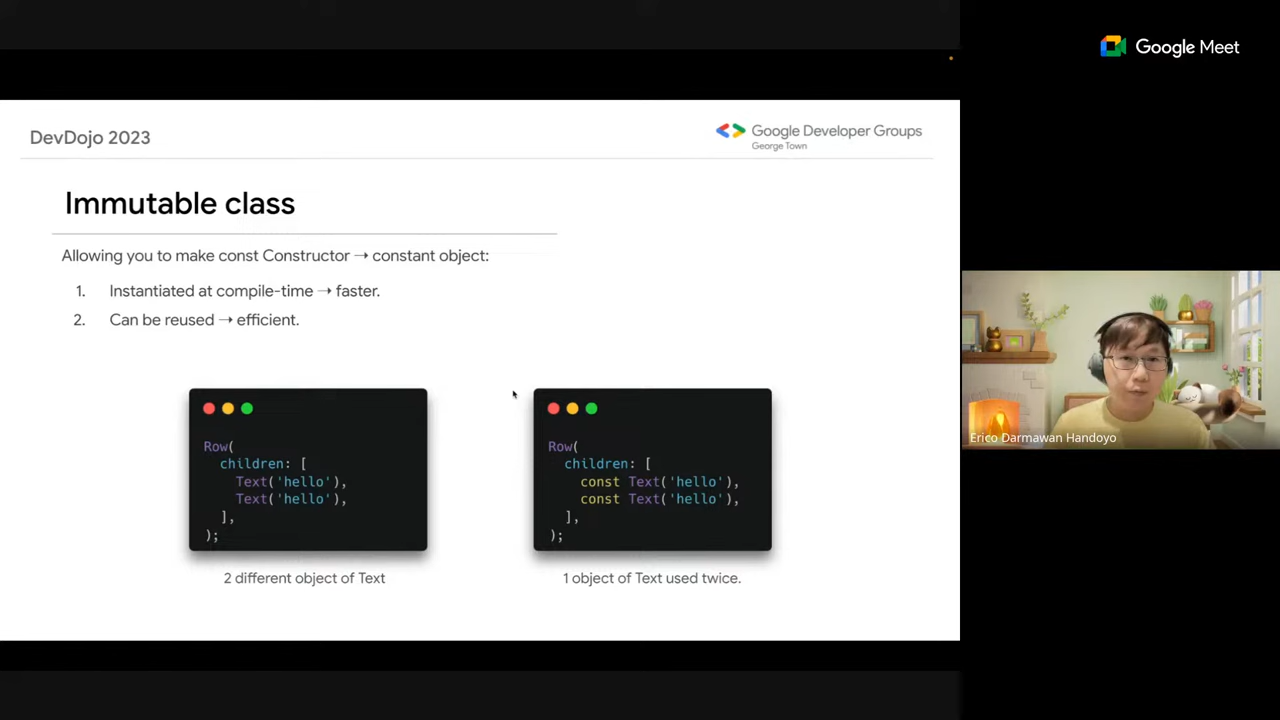 Google Meet
DevDojo 2023
Google Developer Groups
George Town
Immutable class
Allowing you to make const Constructor → constant object:
1. Instantiated at compile-time → faster.
2. Can be reused → efficient.
Row(
children: [
Text('hello'),
Text('hello'),
],
);
2 different object of Text
Row(
children: [
const Text('hello'),
const Text('hello'),
],
);
1 object of Text used twice.
Erico Darmawan Handoyo